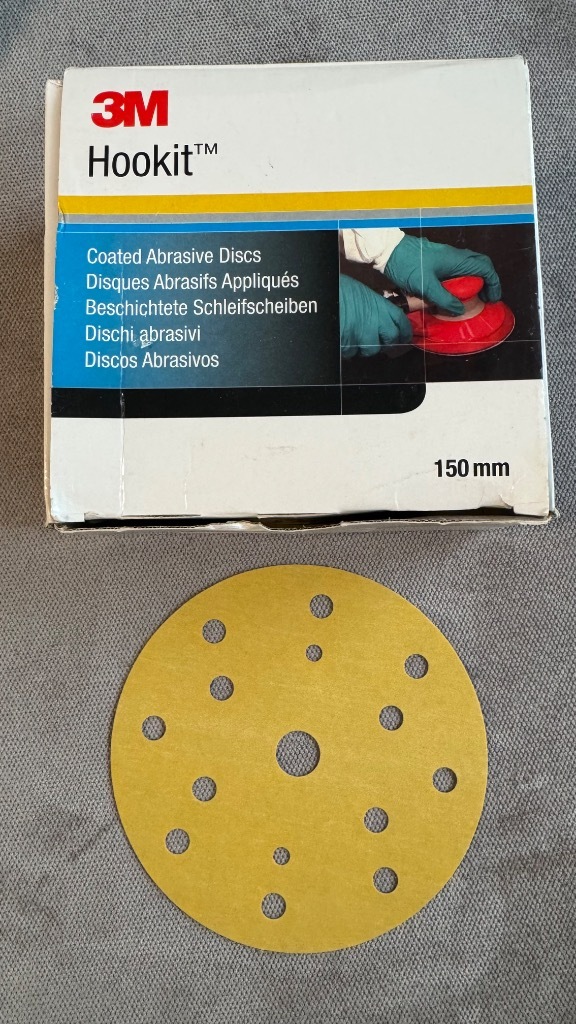 3M
Hookit™
Coated Abrasive Discs
Disques Abrasifs Appliqués
Beschichtete Schleifscheiben
Dischi abrasivi
Discos Abrasivos
150 mm